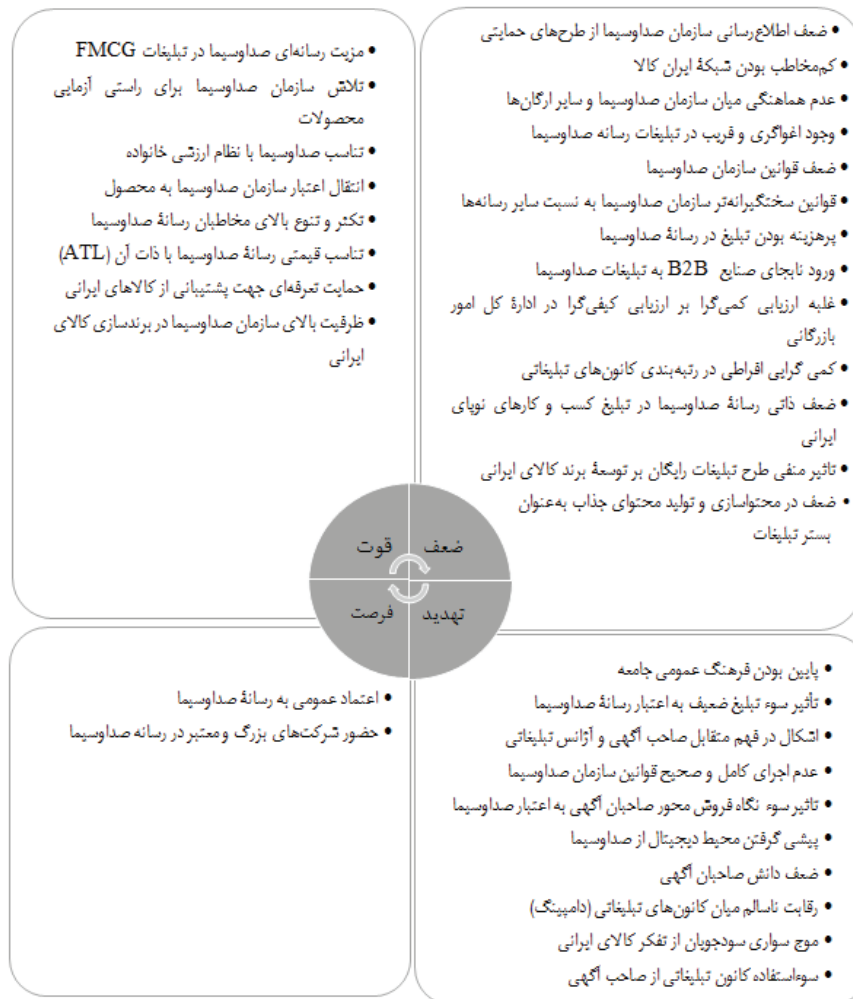 • ضعف اطلاع‌رسانی سازمان صداوسیما از طرح‌های حمایتی
• کم‌مخاطب بودن شبکهٔ ایران کالا
• عدم هماهنگی میان سازمان صداوسیما و سایر ارگان‌ها
• وجود اغواگری و فریب در تبلیغات رسانه صداوسیما
• ضعف قوانین سازمان صداوسیما
• قوانین سختگیرانه‌تر سازمان صداوسیما به نسبت سایر رسانه‌ها
• پرهزینه بودن تبلیغ در رسانهٔ صداوسیما
• ورود نابجای صنایع B2B به تبلیغات صداوسیما
• غلبه ارزیابی کمی‌گرا بر ارزیابی کیفی‌گرا در ادارهٔ کل امور
بازرگانی
• کمی گرایی افراطی در رتبه‌بندی کانون‌های تبلیغاتی
• ضعف ذاتی رسانهٔ صداوسیما در تبلیغ کسب و کارهای نوپای
ایرانی
• تاثیر منفی طرح تبلیغات رایگان بر توسعهٔ برند کالای ایرانی
• ضعف در محتواسازی و تولید محتوای جذاب به‌عنوان
بستر تبلیغات
• مزیت رسانه‌ای صداوسیما در تبلیغات FMCG
• تلاش سازمان صداوسیما برای راستی آزمایی
محصولات
• تناسب صداوسیما با نظام ارزشی خانواده
• انتقال اعتبار سازمان صداوسیما به محصول
• تکثر و تنوع بالای مخاطبان رسانهٔ صداوسیما
• تناسب قیمتی رسانهٔ صداوسیما با ذات آن (ATL)
• حمایت تعرفه‌ای جهت پشتیبانی از کالاهای ایرانی
• ظرفیت بالای سازمان صداوسیما در برندسازی کالای
ایرانی
ضعف
قوت
تهدید
فرصت
• پایین بودن فرهنگ عمومی جامعه
• تأثیر سوء تبلیغ ضعیف به اعتبار رسانهٔ صداوسیما
• اشکال در فهم متقابل صاحب آگهی و آژانس تبلیغاتی
• عدم اجرای کامل و صحیح قوانین سازمان صداوسیما
• تاثیر سوء نگاه فروش محور صاحبان آگهی به اعتبار صداوسیما
• پیشی گرفتن محیط دیجیتال از صداوسیما
• ضعف دانش صاحبان آگهی
• رقابت ناسالم میان کانون‌های تبلیغاتی (دامپینگ)
• موج سواری سودجویان از تفکر کالای ایرانی
• سوءاستفاده کانون تبلیغاتی از صاحب آگهی
• اعتماد عمومی به رسانهٔ صداوسیما
• حضور شرکت‌های بزرگ و معتبر در رسانه صداوسیما